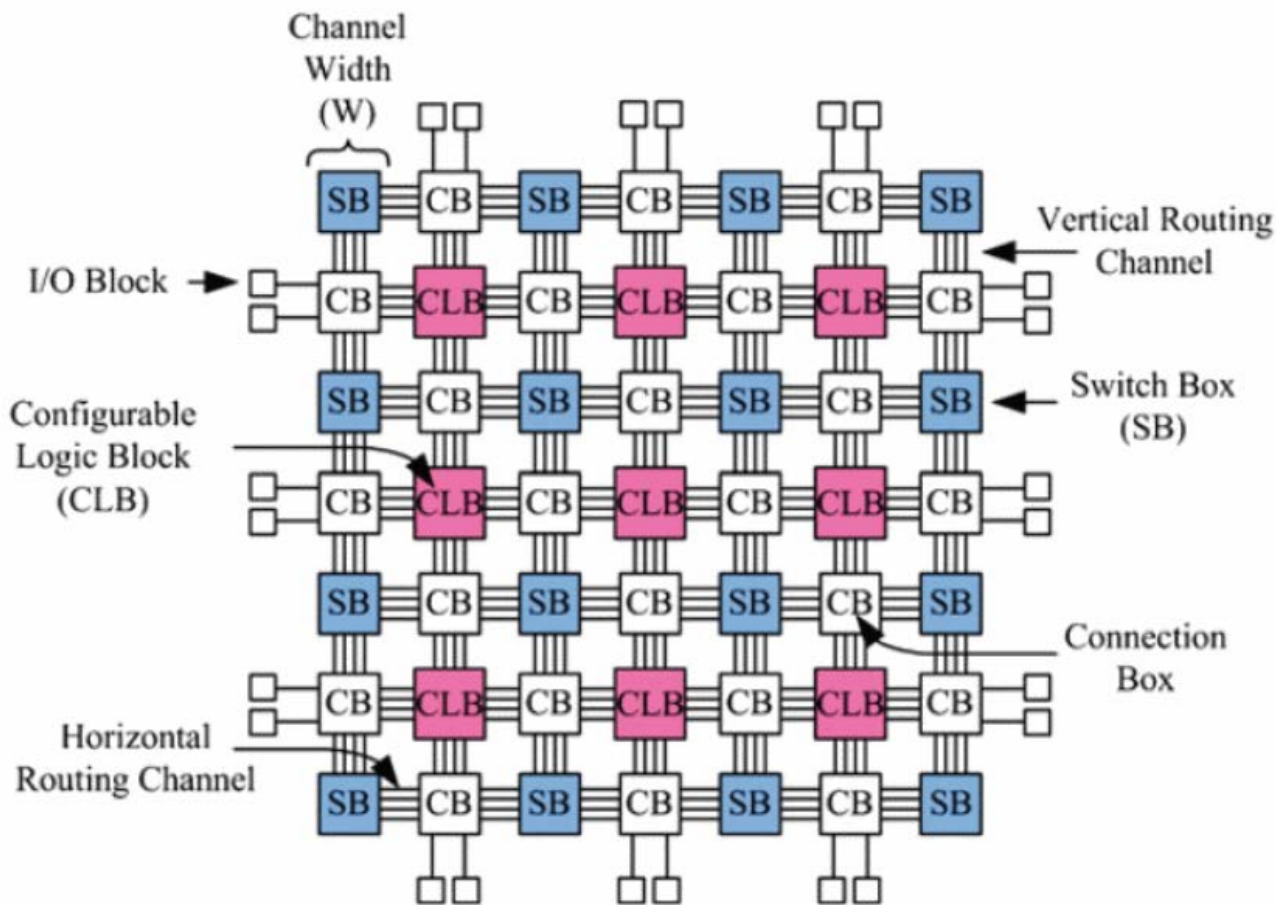 Channel
Width
(W)
SB CB SB CB SB CB SB
Vertical Routing
Channel
I/O Block
CB CLB CB CLB CB CLB CB
SB CB SB CB SB CB SB
Switch Box
(SB)
Configurable
Logic Block
(CLB)
CB CLB CB CLB CB CLB CB
SB CB SB CB SB CB SB
Connection
Box
CB CLB CB CLB CB CLB CB
Horizontal
Routing Channel
SB CB SB CB SB CB SB